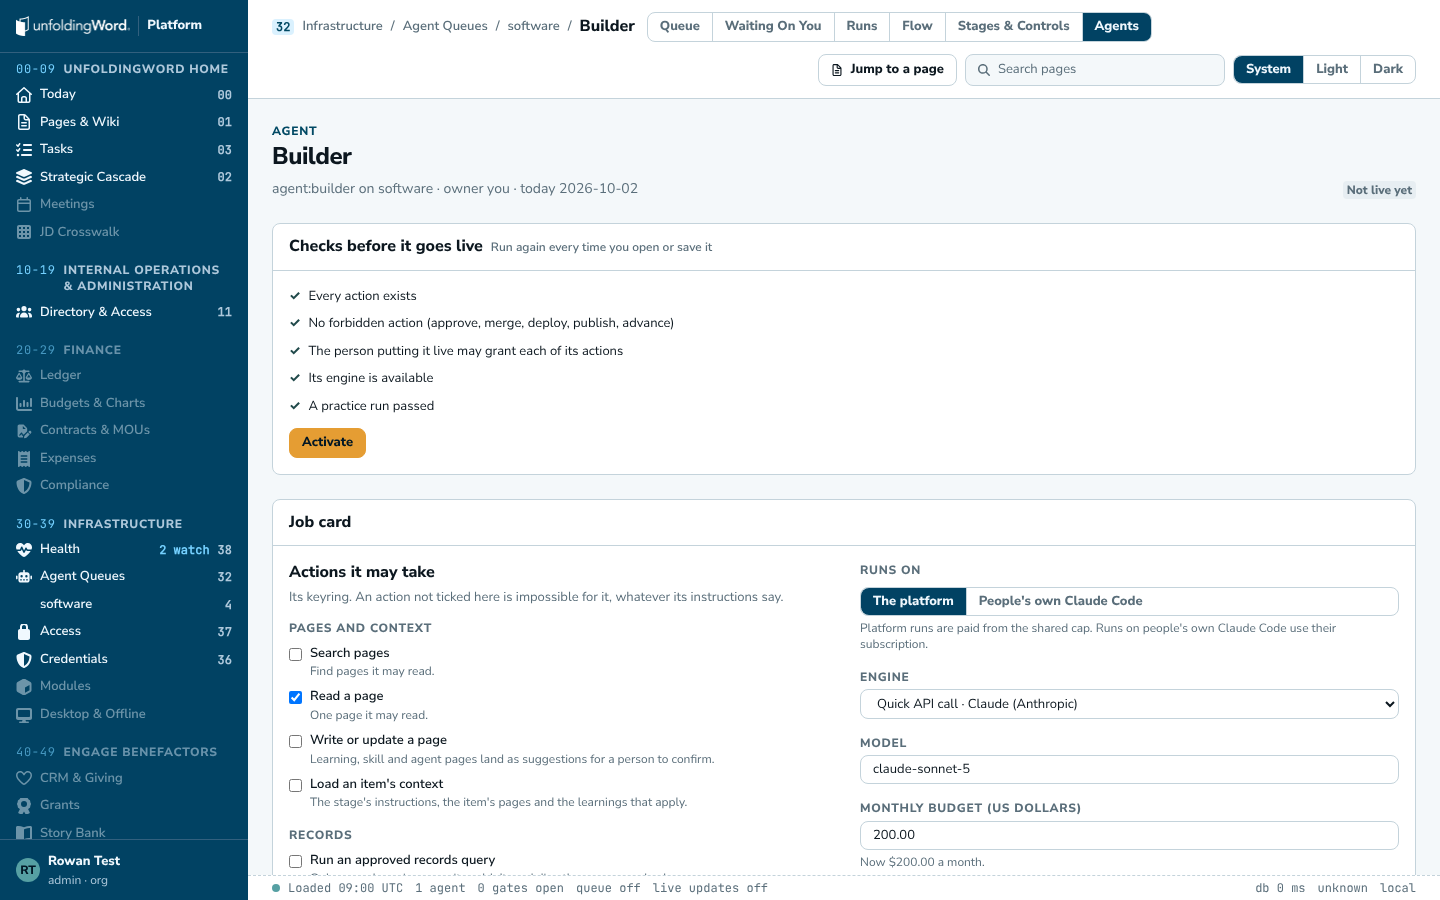 unfoldingWord Platform
00-09 UNFOLDINGWORD HOME
Today 00
Pages & Wiki 01
Tasks 03
Strategic Cascade 02
Meetings
JD Crosswalk
10-19 INTERNAL OPERATIONS
& ADMINISTRATION
Directory & Access 11
20-29 FINANCE
Ledger
Budgets & Charts
Contracts & MOUs
Expenses
Compliance
30-39 INFRASTRUCTURE
Health 2 watch 38
Agent Queues 32
software 4
Access 37
Credentials 36
Modules
Desktop & Offline
40-49 ENGAGE BENEFACTORS
CRM & Giving
Grants
Story Bank
RT Rowan Test
admin · org
32 Infrastructure / Agent Queues / software / Builder
Queue Waiting On You Runs Flow Stages & Controls Agents
Jump to a page Search pages System Light Dark
AGENT
Builder
agent:builder on software · owner you · today 2026-10-02
Not live yet
Checks before it goes live Run again every time you open or save it
Every action exists
No forbidden action (approve, merge, deploy, publish, advance)
The person putting it live may grant each of its actions
Its engine is available
A practice run passed
Activate
Job card
Actions it may take
Its keyring. An action not ticked here is impossible for it, whatever its instructions say.
PAGES AND CONTEXT
Search pages
Find pages it may read.
Read a page
One page it may read.
Write or update a page
Learning, skill and agent pages land as suggestions for a person to confirm.
Load an item's context
The stage's instructions, the item's pages and the learnings that apply.
RECORDS
Run an approved records query
RUNS ON
The platform People's own Claude Code
Platform runs are paid from the shared cap. Runs on people's own Claude Code use their
subscription.
ENGINE
Quick API call · Claude (Anthropic)
MODEL
claude-sonnet-5
MONTHLY BUDGET (US DOLLARS)
200.00
Now $200.00 a month.
Loaded 09:00 UTC 1 agent 0 gates open queue off live updates off
db 0 ms unknown local